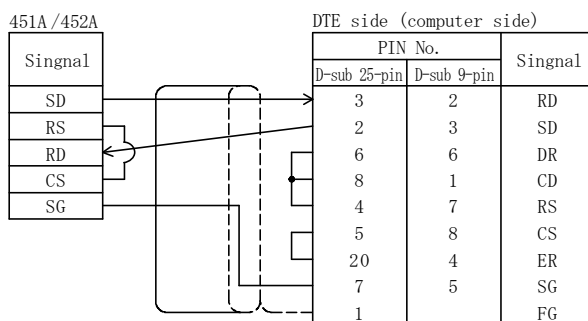 451A/452A
DTE side (computer side)
Singnal
PIN No.
Singnal
D-sub 25-pin D-sub 9-pin
SD 3 2 RD
RS 2 3 SD
RD 6 6 DR
CS 8 1 CD
SG 4 7 RS
5 8 CS
20 4 ER
7 5 SG
1 FG